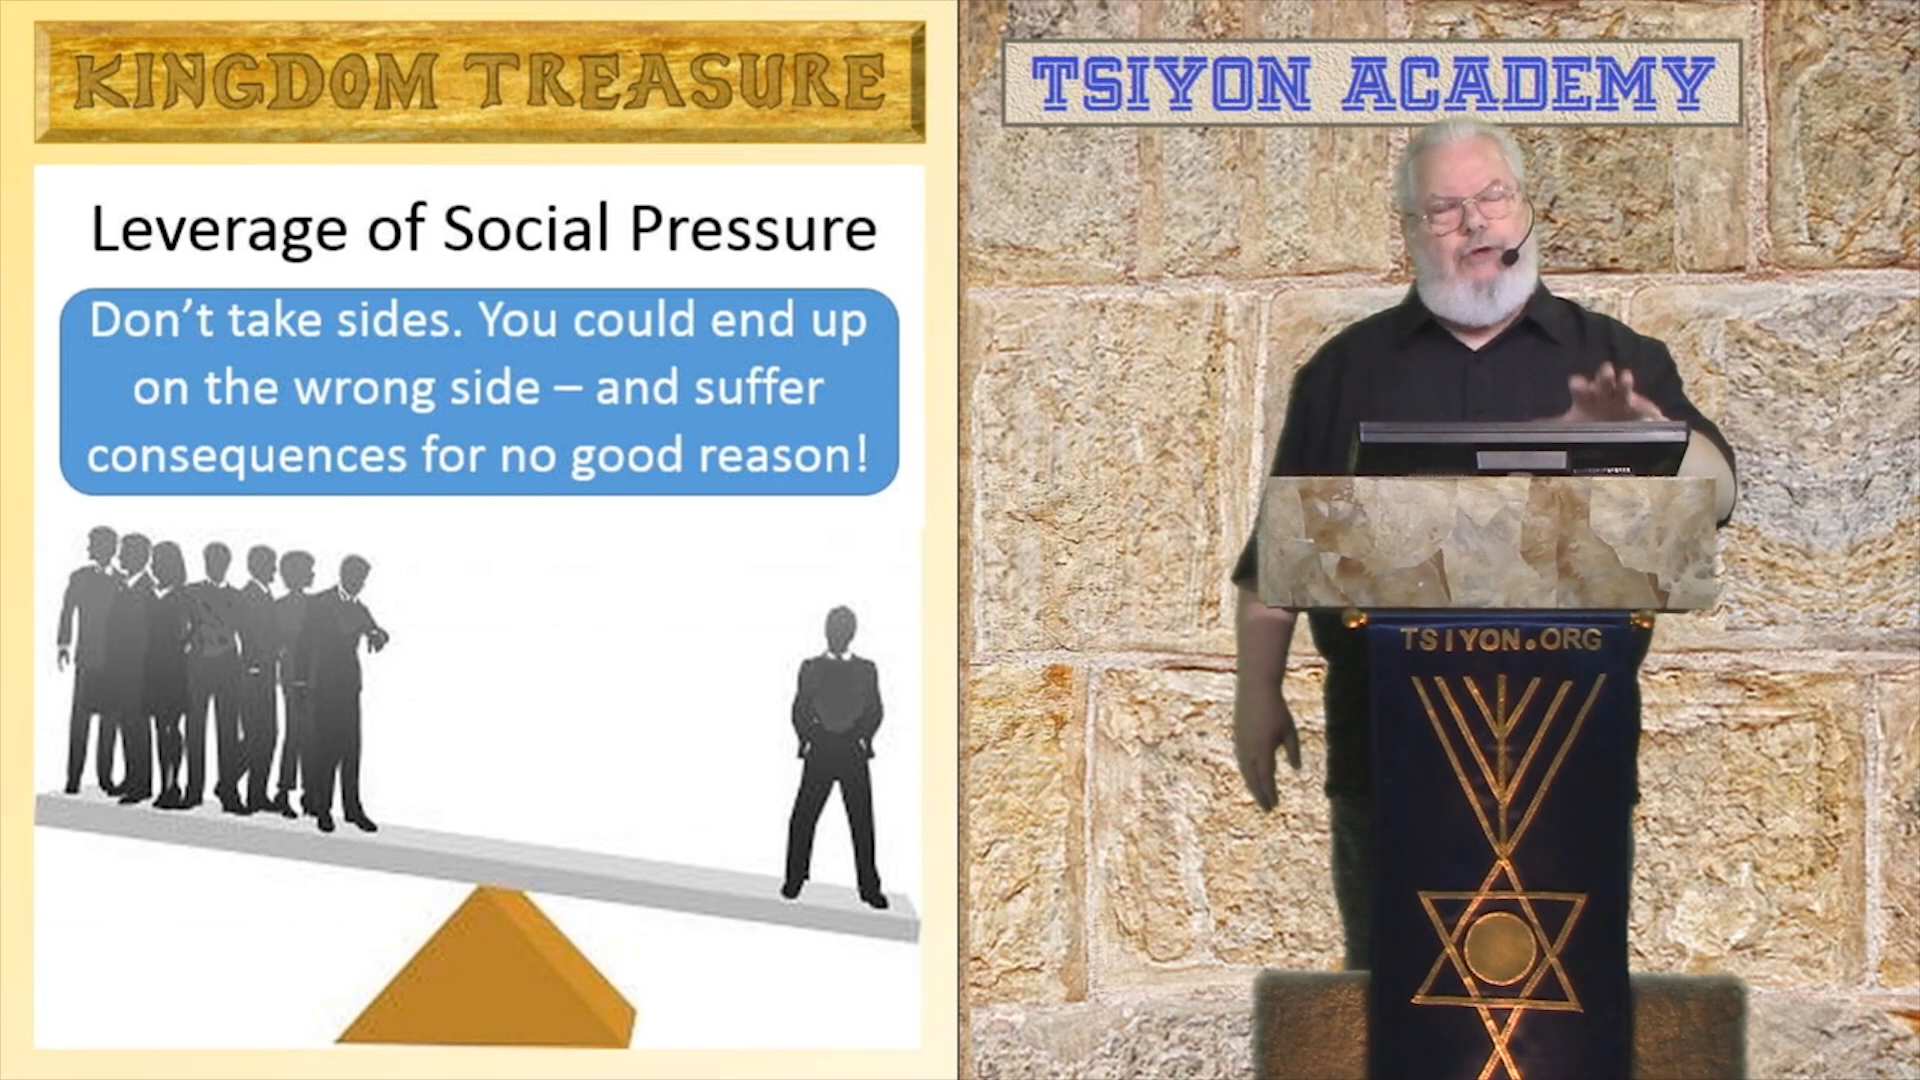 KINGDOM TREASURE
Leverage of Social Pressure
Don’t take sides. You could end up
on the wrong side – and suffer
consequences for no good reason!
TSIYON ACADEMY
TSIYON.ORG